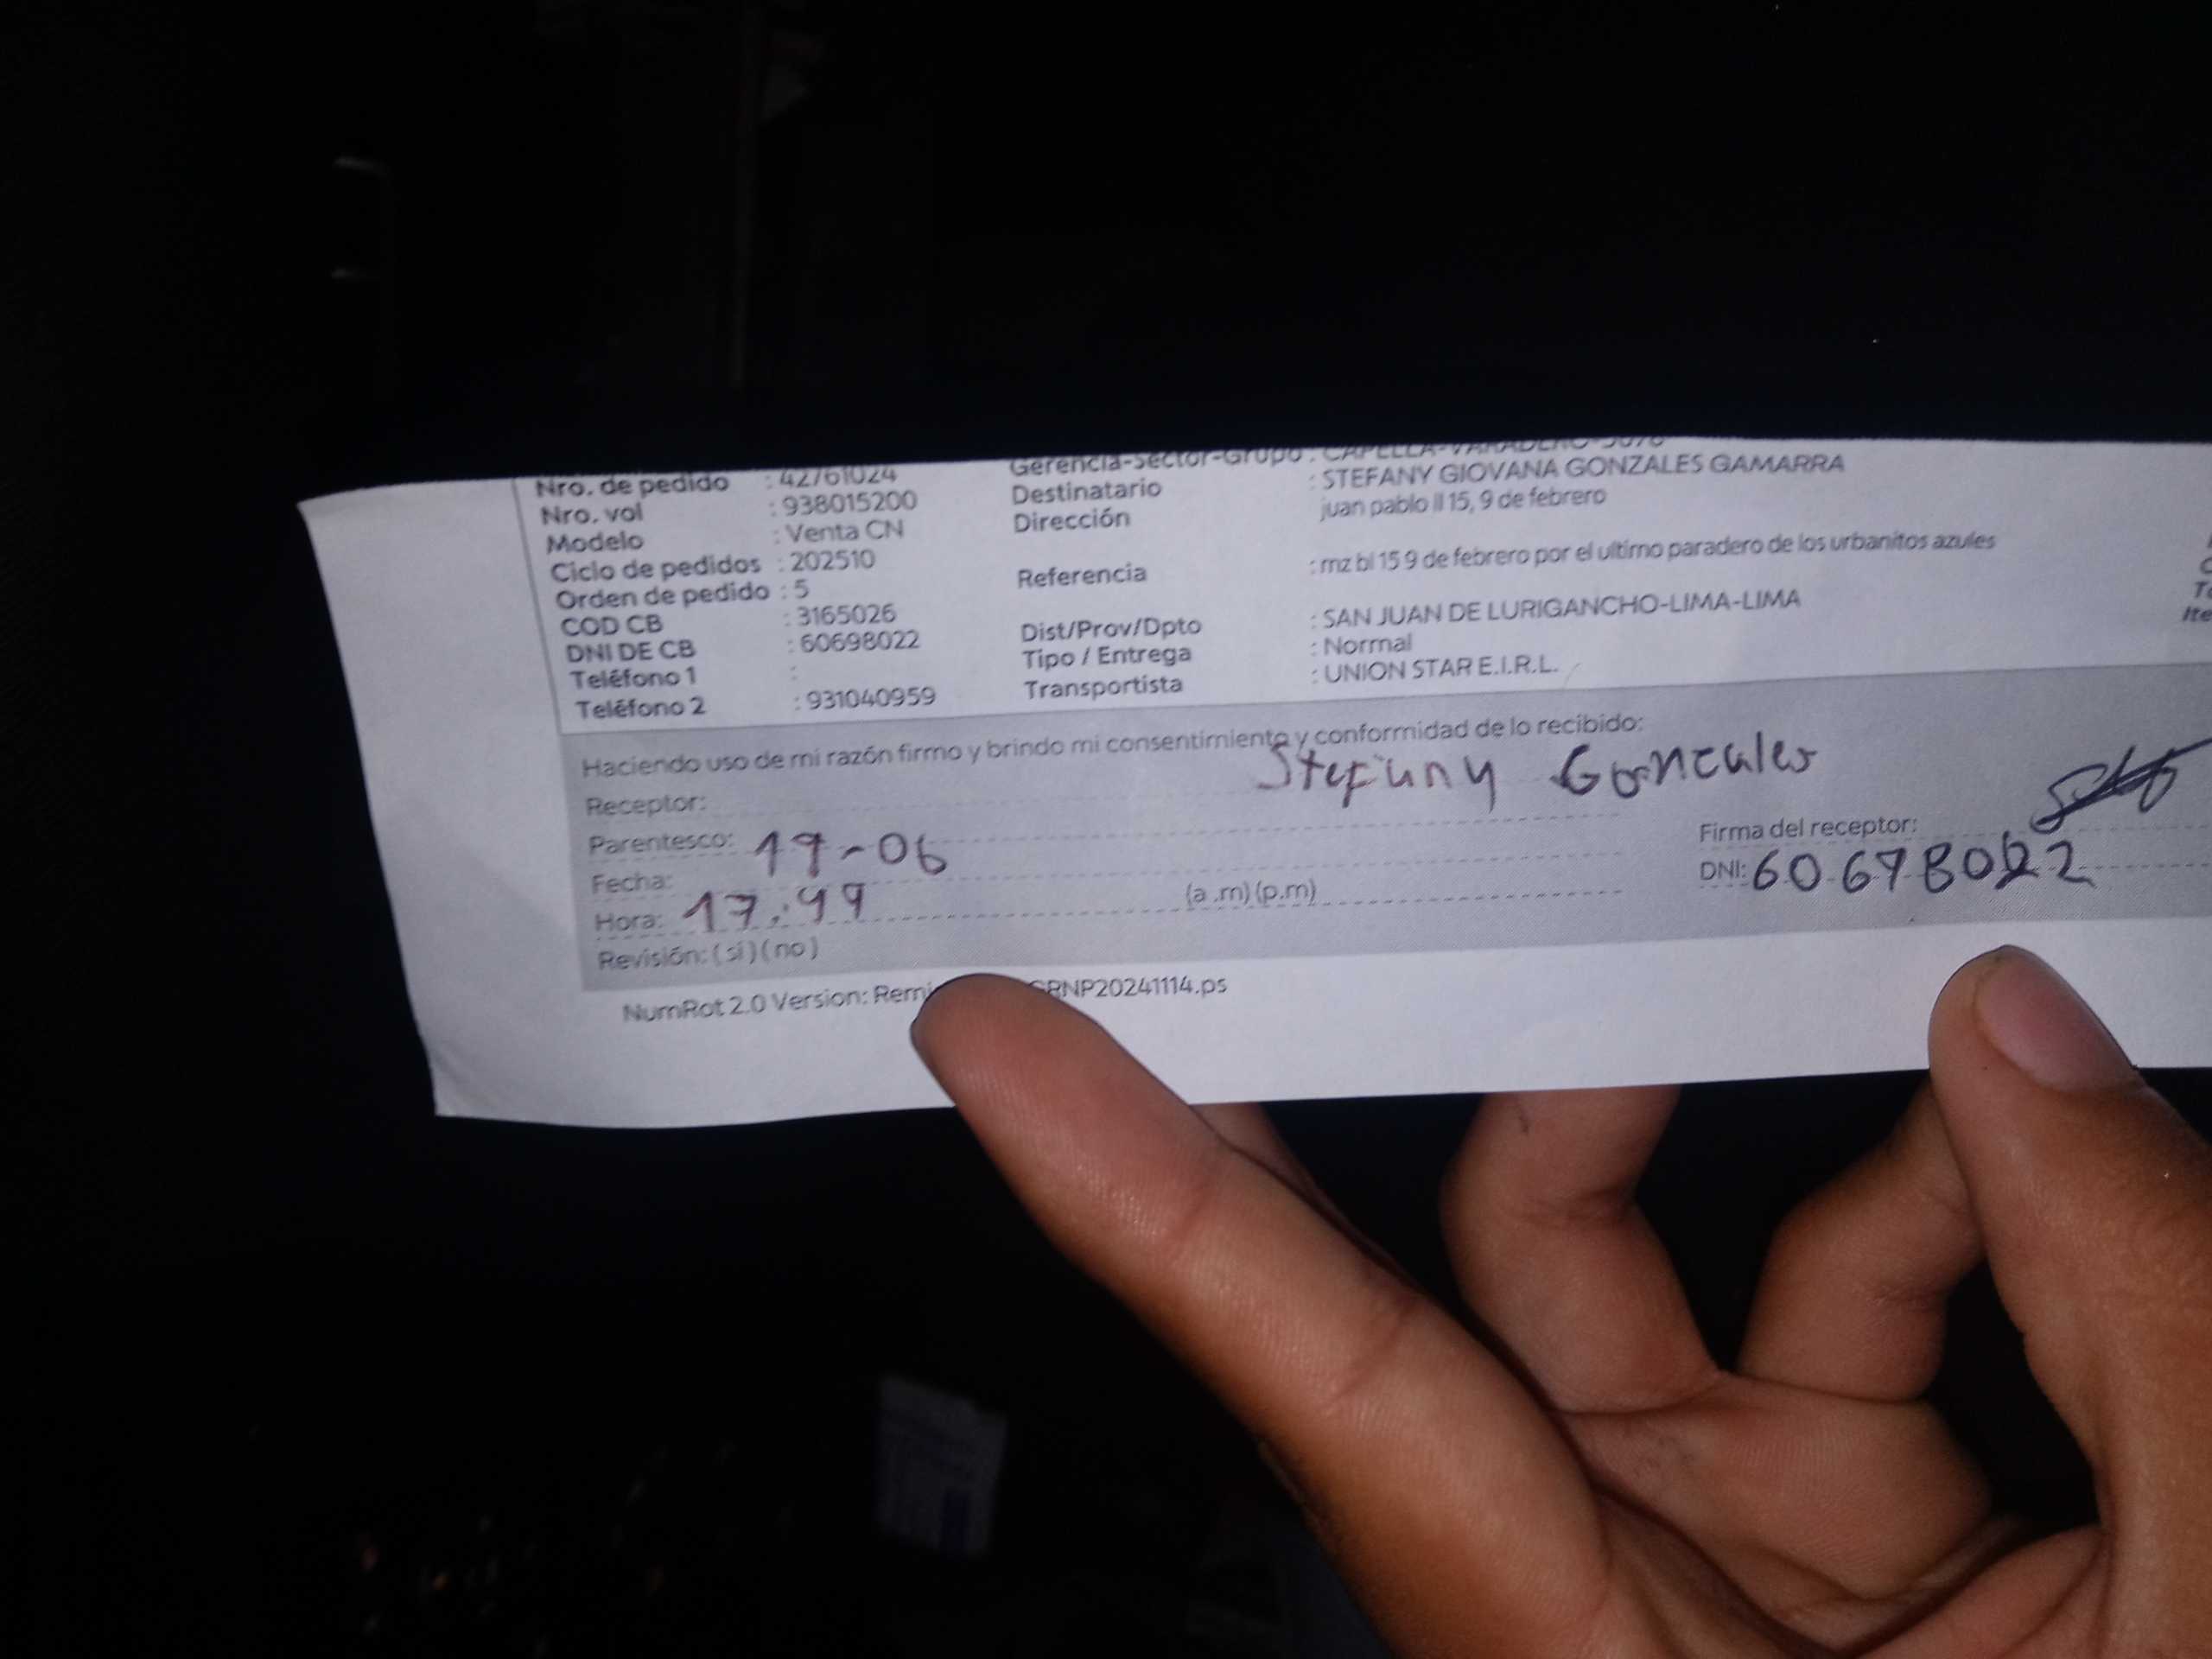 Nro. de pedido : 42761024
Nro. vol : 938015200
Modelo : Venta CN
Ciclo de pedidos : 202510
Orden de pedido : 5
COD CB : 3165026
DNI DE CB : 60698022
Teléfono 1 :
Teléfono 2 : 931040959
Gerencia-Sector-Grupo : CAPELLA-VARADERO-5070
Destinatario : STEFANY GIOVANA GONZALES GAMARRA
Dirección juan pablo II 15, 9 de febrero
Referencia : mz bl 15 9 de febrero por el ultimo paradero de los urbanitos azules
Dist/Prov/Dpto : SAN JUAN DE LURIGANCHO-LIMA-LIMA
Tipo / Entrega : Normal
Transportista : UNION STAR E.I.R.L.
Haciendo uso de mi razón firmo y brindo mi consentimiento y conformidad de lo recibido:
Receptor: Stefany Gonzales
Parentesco:
Fecha: 19-06
Hora: 17:49 (a .m) (p.m)
Revisión: ( si ) ( no )
Firma del receptor:
DNI: 60678022
NumRot 2.0 Version: Remi GRNP20241114.ps